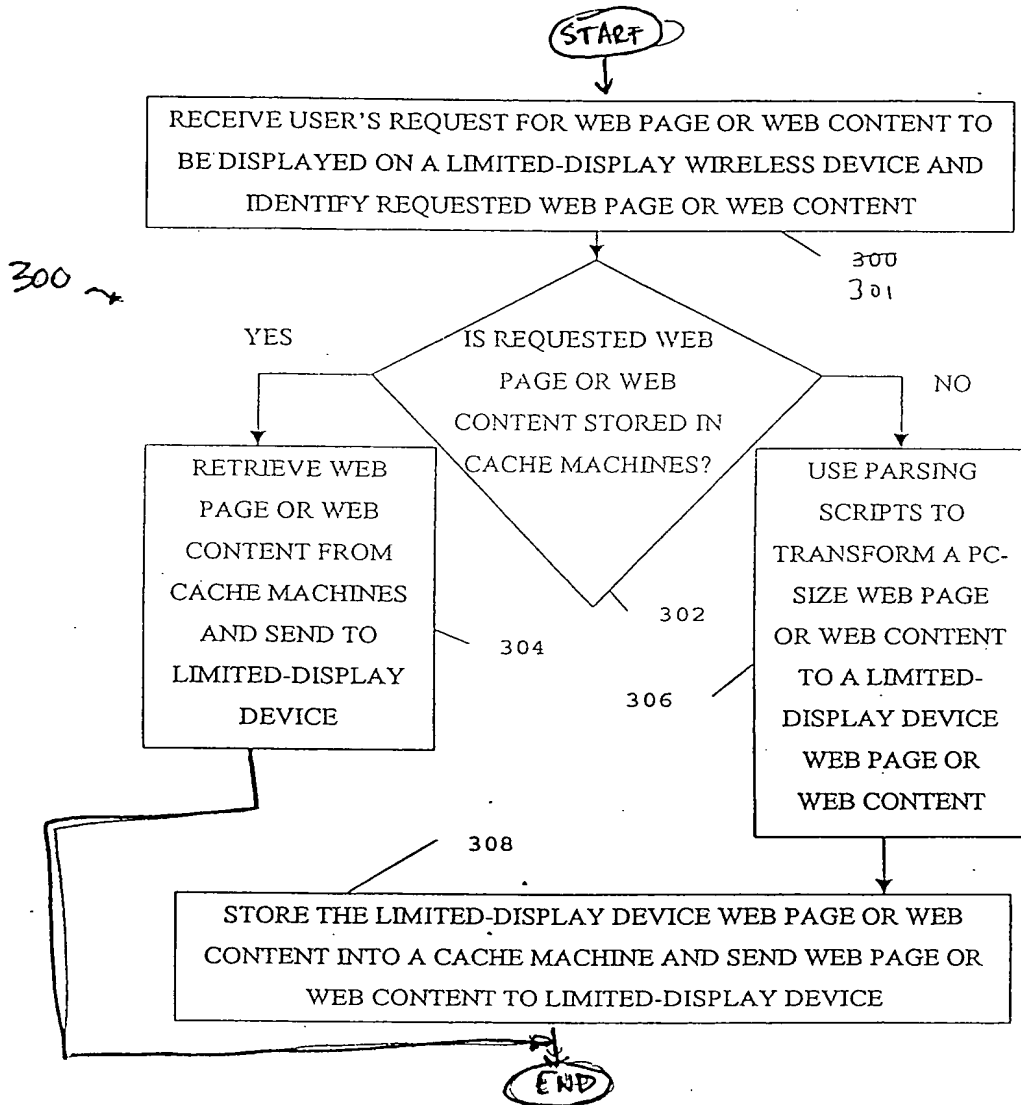 START
RECEIVE USER'S REQUEST FOR WEB PAGE OR WEB CONTENT TO
BE DISPLAYED ON A LIMITED-DISPLAY WIRELESS DEVICE AND
IDENTIFY REQUESTED WEB PAGE OR WEB CONTENT
300
301
300
YES
IS REQUESTED WEB
PAGE OR WEB
CONTENT STORED IN
CACHE MACHINES?
NO
RETRIEVE WEB
PAGE OR WEB
CONTENT FROM
CACHE MACHINES
AND SEND TO
LIMITED-DISPLAY
DEVICE
302
304
USE PARSING
SCRIPTS TO
TRANSFORM A PC-
SIZE WEB PAGE
OR WEB CONTENT
TO A LIMITED-
DISPLAY DEVICE
WEB PAGE OR
WEB CONTENT
306
308
STORE THE LIMITED-DISPLAY DEVICE WEB PAGE OR WEB
CONTENT INTO A CACHE MACHINE AND SEND WEB PAGE OR
WEB CONTENT TO LIMITED-DISPLAY DEVICE
END